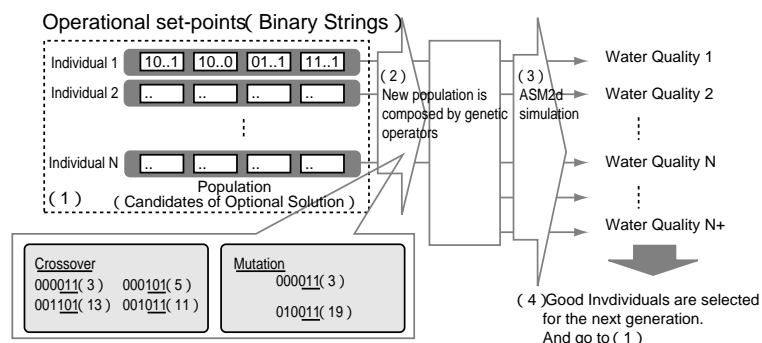 Operational set-points( Binary Strings )
Individual 1
10..1 10..0 01..1 11..1
Individual 2
.. .. .. ..
Individual N
.. .. .. ..
( 1 )
Population
( Candidates of Optional Solution )
( 2 )
New population is
composed by genetic
operators
( 3 )
ASM2d
simulation
Water Quality 1
Water Quality 2
Water Quality N
Water Quality N+
Crossover
000011( 3 ) 000101( 5 )
001101( 13 ) 001011( 11 )
Mutation
000011( 3 )
010011( 19 )
( 4 )Good Invdividuals are selected
for the next generation.
And go to ( 1 )